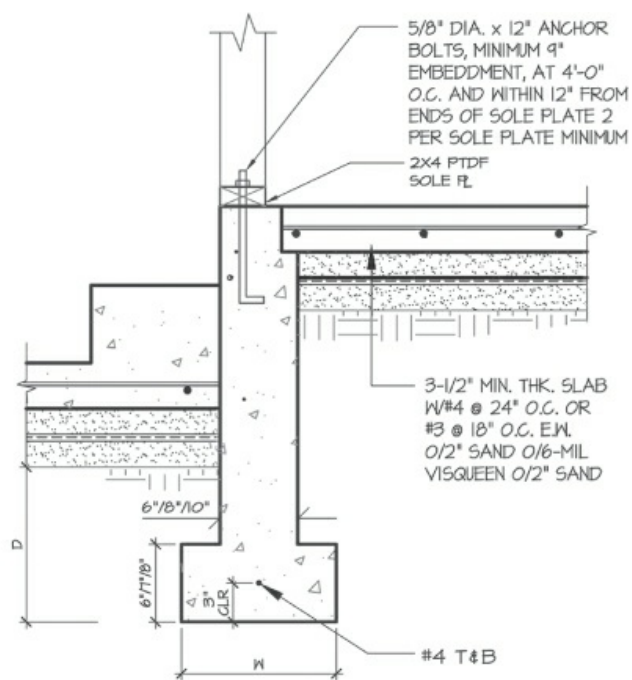 5/8" DIA. x 12" ANCHOR
BOLTS, MINIMUM 9"
EMBEDDMENT, AT 4'-0"
O.C. AND WITHIN 12" FROM
ENDS OF SOLE PLATE 2
PER SOLE PLATE MINIMUM
2X4 PTDF
SOLE PL
3-1/2" MIN. THK. SLAB
W/#4 @ 24" O.C. OR
#3 @ 18" O.C. E.W.
O/2" SAND O/6-MIL
VISQUEEN O/2" SAND
6"/8"/10"
D
6"/7"/8"
3"
CLR
W
#4 T&B